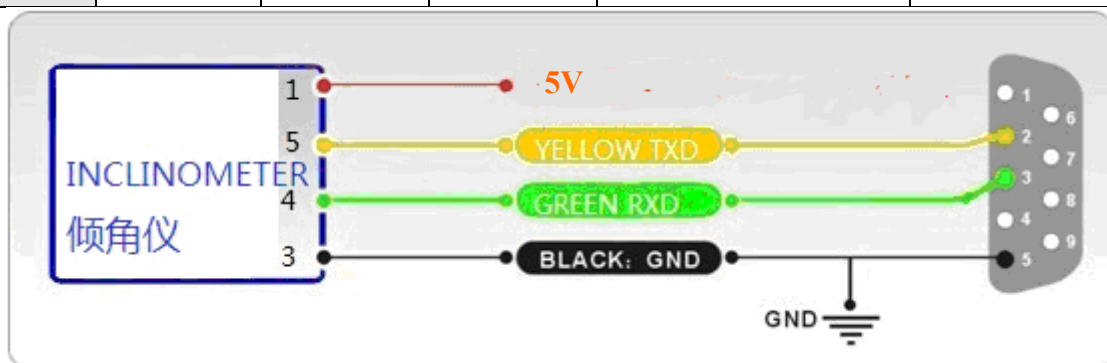 1
5V
5
YELLOW TXD
INCLINOMETER
4
GREEN RXD
倾角仪
3
BLACK: GND
GND
1
6
2
7
3
8
4
9
5